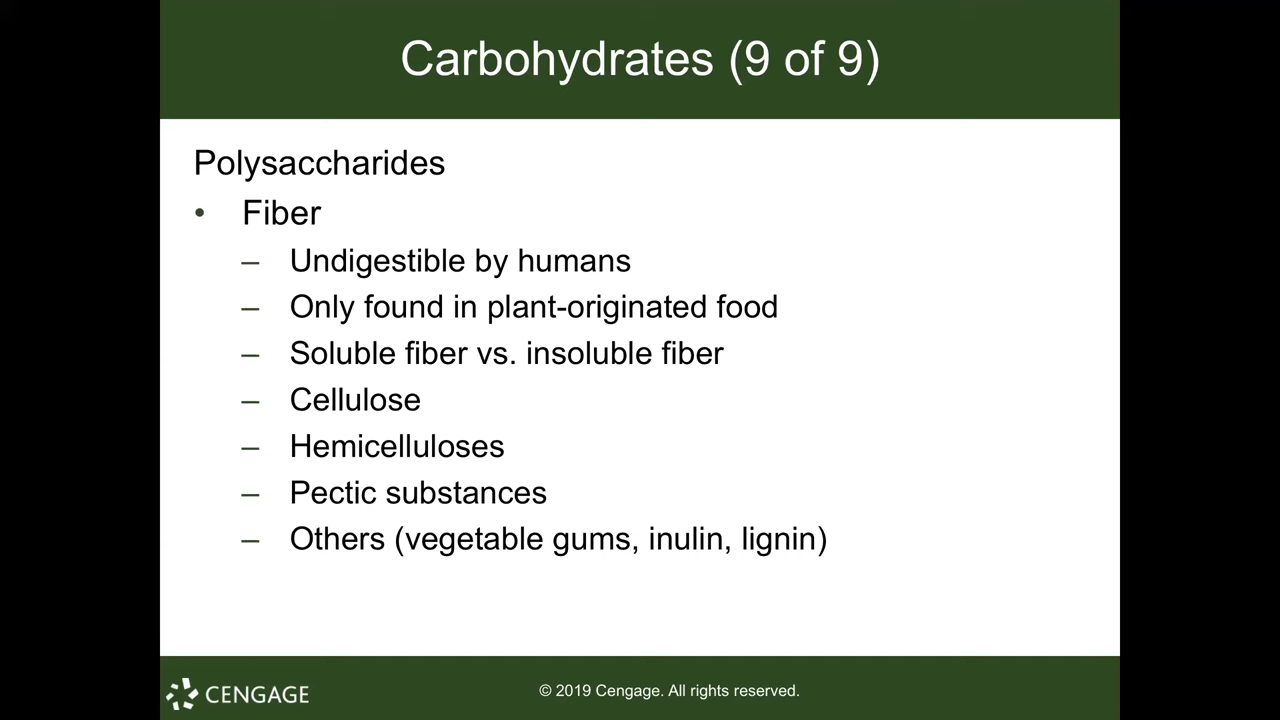 Carbohydrates (9 of 9)
Polysaccharides
• Fiber
– Undigestible by humans
– Only found in plant-originated food
– Soluble fiber vs. insoluble fiber
– Cellulose
– Hemicelluloses
– Pectic substances
– Others (vegetable gums, inulin, lignin)
CENGAGE
© 2019 Cengage. All rights reserved.